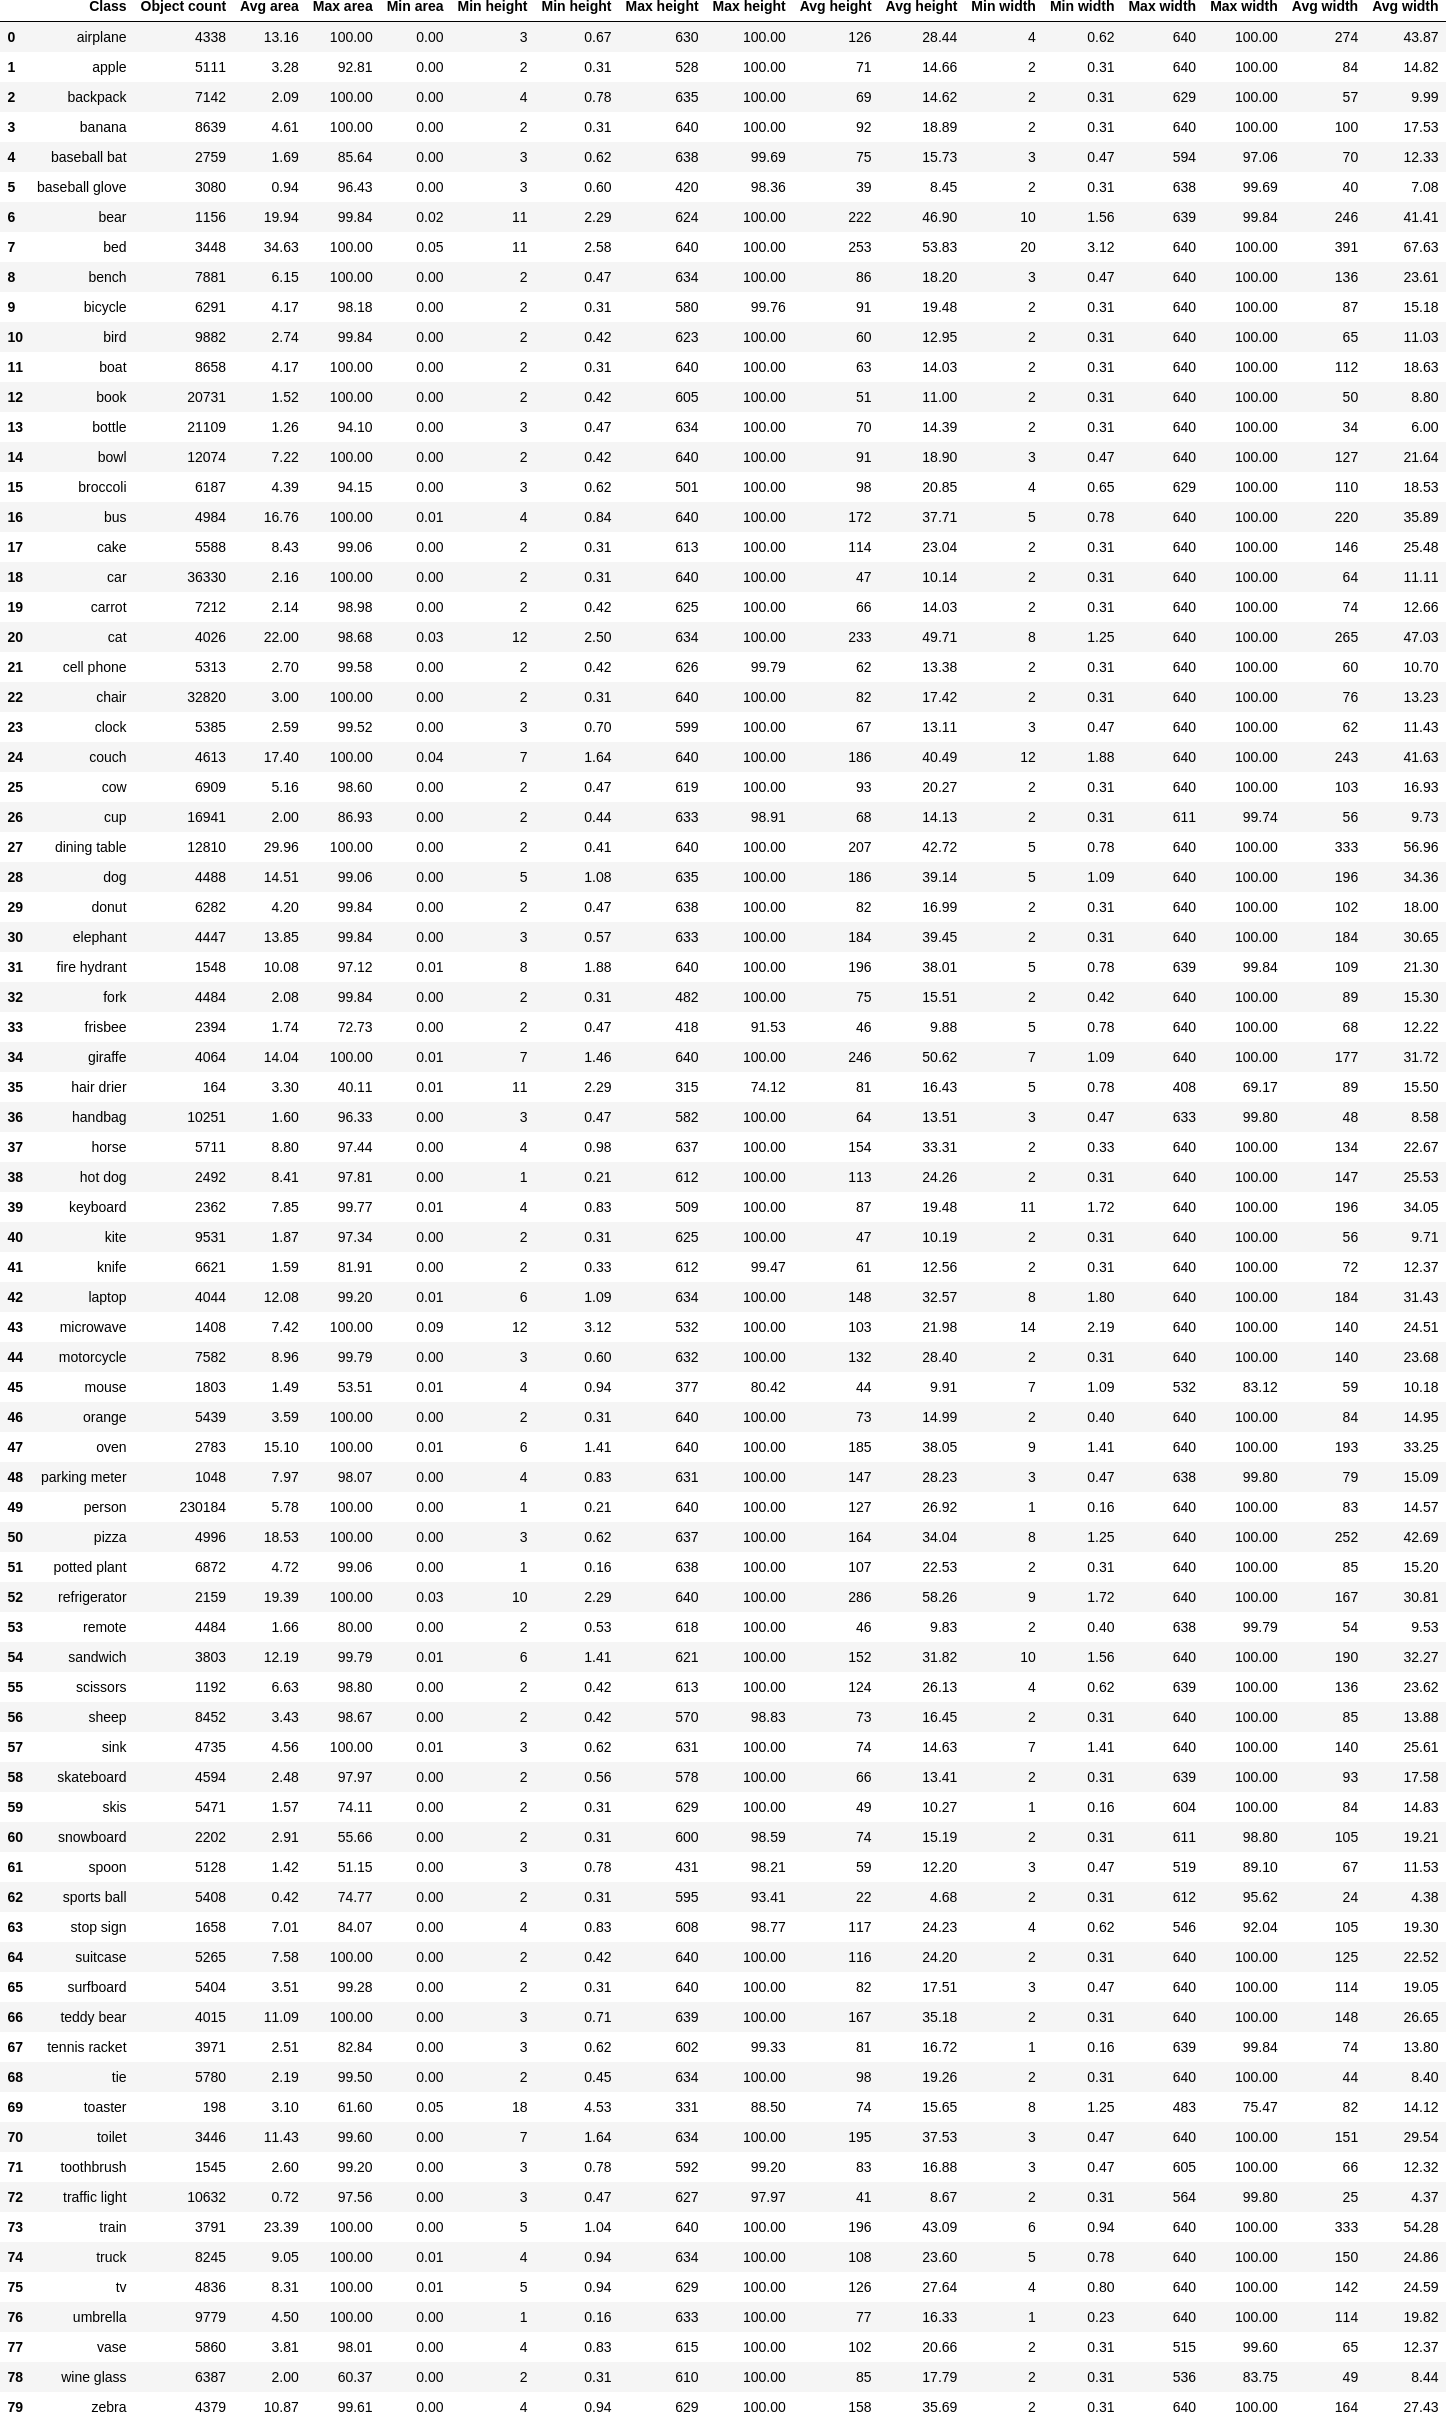 Class Object count Avg area Max area Min area Min height Min height Max height Max height Avg height Avg height Min width Min width Max width Max width Avg width Avg width
0 airplane 4338 13.16 100.00 0.00 3 0.67 630 100.00 126 28.44 4 0.62 640 100.00 274 43.87
1 apple 5111 3.28 92.81 0.00 2 0.31 528 100.00 71 14.66 2 0.31 640 100.00 84 14.82
2 backpack 7142 2.09 100.00 0.00 4 0.78 635 100.00 69 14.62 2 0.31 629 100.00 57 9.99
3 banana 8639 4.61 100.00 0.00 2 0.31 640 100.00 92 18.89 2 0.31 640 100.00 100 17.53
4 baseball bat 2759 1.69 85.64 0.00 3 0.62 638 99.69 75 15.73 3 0.47 594 97.06 70 12.33
5 baseball glove 3080 0.94 96.43 0.00 3 0.60 420 98.36 39 8.45 2 0.31 638 99.69 40 7.08
6 bear 1156 19.94 99.84 0.02 11 2.29 624 100.00 222 46.90 10 1.56 639 99.84 246 41.41
7 bed 3448 34.63 100.00 0.05 11 2.58 640 100.00 253 53.83 20 3.12 640 100.00 391 67.63
8 bench 7881 6.15 100.00 0.00 2 0.47 634 100.00 86 18.20 3 0.47 640 100.00 136 23.61
9 bicycle 6291 4.17 98.18 0.00 2 0.31 580 99.76 91 19.48 2 0.31 640 100.00 87 15.18
10 bird 9882 2.74 99.84 0.00 2 0.42 623 100.00 60 12.95 2 0.31 640 100.00 65 11.03
11 boat 8658 4.17 100.00 0.00 2 0.31 640 100.00 63 14.03 2 0.31 640 100.00 112 18.63
12 book 20731 1.52 100.00 0.00 2 0.42 605 100.00 51 11.00 2 0.31 640 100.00 50 8.80
13 bottle 21109 1.26 94.10 0.00 3 0.47 634 100.00 70 14.39 2 0.31 640 100.00 34 6.00
14 bowl 12074 7.22 100.00 0.00 2 0.42 640 100.00 91 18.90 3 0.47 640 100.00 127 21.64
15 broccoli 6187 4.39 94.15 0.00 3 0.62 501 100.00 98 20.85 4 0.65 629 100.00 110 18.53
16 bus 4984 16.76 100.00 0.01 4 0.84 640 100.00 172 37.71 5 0.78 640 100.00 220 35.89
17 cake 5588 8.43 99.06 0.00 2 0.31 613 100.00 114 23.04 2 0.31 640 100.00 146 25.48
18 car 36330 2.16 100.00 0.00 2 0.31 640 100.00 47 10.14 2 0.31 640 100.00 64 11.11
19 carrot 7212 2.14 98.98 0.00 2 0.42 625 100.00 66 14.03 2 0.31 640 100.00 74 12.66
20 cat 4026 22.00 98.68 0.03 12 2.50 634 100.00 233 49.71 8 1.25 640 100.00 265 47.03
21 cell phone 5313 2.70 99.58 0.00 2 0.42 626 99.79 62 13.38 2 0.31 640 100.00 60 10.70
22 chair 32820 3.00 100.00 0.00 2 0.31 640 100.00 82 17.42 2 0.31 640 100.00 76 13.23
23 clock 5385 2.59 99.52 0.00 3 0.70 599 100.00 67 13.11 3 0.47 640 100.00 62 11.43
24 couch 4613 17.40 100.00 0.04 7 1.64 640 100.00 186 40.49 12 1.88 640 100.00 243 41.63
25 cow 6909 5.16 98.60 0.00 2 0.47 619 100.00 93 20.27 2 0.31 640 100.00 103 16.93
26 cup 16941 2.00 86.93 0.00 2 0.44 633 98.91 68 14.13 2 0.31 611 99.74 56 9.73
27 dining table 12810 29.96 100.00 0.00 2 0.41 640 100.00 207 42.72 5 0.78 640 100.00 333 56.96
28 dog 4488 14.51 99.06 0.00 5 1.08 635 100.00 186 39.14 5 1.09 640 100.00 196 34.36
29 donut 6282 4.20 99.84 0.00 2 0.47 638 100.00 82 16.99 2 0.31 640 100.00 102 18.00
30 elephant 4447 13.85 99.84 0.00 3 0.57 633 100.00 184 39.45 2 0.31 640 100.00 184 30.65
31 fire hydrant 1548 10.08 97.12 0.01 8 1.88 640 100.00 196 38.01 5 0.78 639 99.84 109 21.30
32 fork 4484 2.08 99.84 0.00 2 0.31 482 100.00 75 15.51 2 0.42 640 100.00 89 15.30
33 frisbee 2394 1.74 72.73 0.00 2 0.47 418 91.53 46 9.88 5 0.78 640 100.00 68 12.22
34 giraffe 4064 14.04 100.00 0.01 7 1.46 640 100.00 246 50.62 7 1.09 640 100.00 177 31.72
35 hair drier 164 3.30 40.11 0.01 11 2.29 315 74.12 81 16.43 5 0.78 408 69.17 89 15.50
36 handbag 10251 1.60 96.33 0.00 3 0.47 582 100.00 64 13.51 3 0.47 633 99.80 48 8.58
37 horse 5711 8.80 97.44 0.00 4 0.98 637 100.00 154 33.31 2 0.33 640 100.00 134 22.67
38 hot dog 2492 8.41 97.81 0.00 1 0.21 612 100.00 113 24.26 2 0.31 640 100.00 147 25.53
39 keyboard 2362 7.85 99.77 0.01 4 0.83 509 100.00 87 19.48 11 1.72 640 100.00 196 34.05
40 kite 9531 1.87 97.34 0.00 2 0.31 625 100.00 47 10.19 2 0.31 640 100.00 56 9.71
41 knife 6621 1.59 81.91 0.00 2 0.33 612 99.47 61 12.56 2 0.31 640 100.00 72 12.37
42 laptop 4044 12.08 99.20 0.01 6 1.09 634 100.00 148 32.57 8 1.80 640 100.00 184 31.43
43 microwave 1408 7.42 100.00 0.09 12 3.12 532 100.00 103 21.98 14 2.19 640 100.00 140 24.51
44 motorcycle 7582 8.96 99.79 0.00 3 0.60 632 100.00 132 28.40 2 0.31 640 100.00 140 23.68
45 mouse 1803 1.49 53.51 0.01 4 0.94 377 80.42 44 9.91 7 1.09 532 83.12 59 10.18
46 orange 5439 3.59 100.00 0.00 2 0.31 640 100.00 73 14.99 2 0.40 640 100.00 84 14.95
47 oven 2783 15.10 100.00 0.01 6 1.41 640 100.00 185 38.05 9 1.41 640 100.00 193 33.25
48 parking meter 1048 7.97 98.07 0.00 4 0.83 631 100.00 147 28.23 3 0.47 638 99.80 79 15.09
49 person 230184 5.78 100.00 0.00 1 0.21 640 100.00 127 26.92 1 0.16 640 100.00 83 14.57
50 pizza 4996 18.53 100.00 0.00 3 0.62 637 100.00 164 34.04 8 1.25 640 100.00 252 42.69
51 potted plant 6872 4.72 99.06 0.00 1 0.16 638 100.00 107 22.53 2 0.31 640 100.00 85 15.20
52 refrigerator 2159 19.39 100.00 0.03 10 2.29 640 100.00 286 58.26 9 1.72 640 100.00 167 30.81
53 remote 4484 1.66 80.00 0.00 2 0.53 618 100.00 46 9.83 2 0.40 638 99.79 54 9.53
54 sandwich 3803 12.19 99.79 0.01 6 1.41 621 100.00 152 31.82 10 1.56 640 100.00 190 32.27
55 scissors 1192 6.63 98.80 0.00 2 0.42 613 100.00 124 26.13 4 0.62 639 100.00 136 23.62
56 sheep 8452 3.43 98.67 0.00 2 0.42 570 98.83 73 16.45 2 0.31 640 100.00 85 13.88
57 sink 4735 4.56 100.00 0.01 3 0.62 631 100.00 74 14.63 7 1.41 640 100.00 140 25.61
58 skateboard 4594 2.48 97.97 0.00 2 0.56 578 100.00 66 13.41 2 0.31 639 100.00 93 17.58
59 skis 5471 1.57 74.11 0.00 2 0.31 629 100.00 49 10.27 1 0.16 604 100.00 84 14.83
60 snowboard 2202 2.91 55.66 0.00 2 0.31 600 98.59 74 15.19 2 0.31 611 98.80 105 19.21
61 spoon 5128 1.42 51.15 0.00 3 0.78 431 98.21 59 12.20 3 0.47 519 89.10 67 11.53
62 sports ball 5408 0.42 74.77 0.00 2 0.31 595 93.41 22 4.68 2 0.31 612 95.62 24 4.38
63 stop sign 1658 7.01 84.07 0.00 4 0.83 608 98.77 117 24.23 4 0.62 546 92.04 105 19.30
64 suitcase 5265 7.58 100.00 0.00 2 0.42 640 100.00 116 24.20 2 0.31 640 100.00 125 22.52
65 surfboard 5404 3.51 99.28 0.00 2 0.31 640 100.00 82 17.51 3 0.47 640 100.00 114 19.05
66 teddy bear 4015 11.09 100.00 0.00 3 0.71 639 100.00 167 35.18 2 0.31 640 100.00 148 26.65
67 tennis racket 3971 2.51 82.84 0.00 3 0.62 602 99.33 81 16.72 1 0.16 639 99.84 74 13.80
68 tie 5780 2.19 99.50 0.00 2 0.45 634 100.00 98 19.26 2 0.31 640 100.00 44 8.40
69 toaster 198 3.10 61.60 0.05 18 4.53 331 88.50 74 15.65 8 1.25 483 75.47 82 14.12
70 toilet 3446 11.43 99.60 0.00 7 1.64 634 100.00 195 37.53 3 0.47 640 100.00 151 29.54
71 toothbrush 1545 2.60 99.20 0.00 3 0.78 592 99.20 83 16.88 3 0.47 605 100.00 66 12.32
72 traffic light 10632 0.72 97.56 0.00 3 0.47 627 97.97 41 8.67 2 0.31 564 99.80 25 4.37
73 train 3791 23.39 100.00 0.00 5 1.04 640 100.00 196 43.09 6 0.94 640 100.00 333 54.28
74 truck 8245 9.05 100.00 0.01 4 0.94 634 100.00 108 23.60 5 0.78 640 100.00 150 24.86
75 tv 4836 8.31 100.00 0.01 5 0.94 629 100.00 126 27.64 4 0.80 640 100.00 142 24.59
76 umbrella 9779 4.50 100.00 0.00 1 0.16 633 100.00 77 16.33 1 0.23 640 100.00 114 19.82
77 vase 5860 3.81 98.01 0.00 4 0.83 615 100.00 102 20.66 2 0.31 515 99.60 65 12.37
78 wine glass 6387 2.00 60.37 0.00 2 0.31 610 100.00 85 17.79 2 0.31 536 83.75 49 8.44
79 zebra 4379 10.87 99.61 0.00 4 0.94 629 100.00 158 35.69 2 0.31 640 100.00 164 27.43